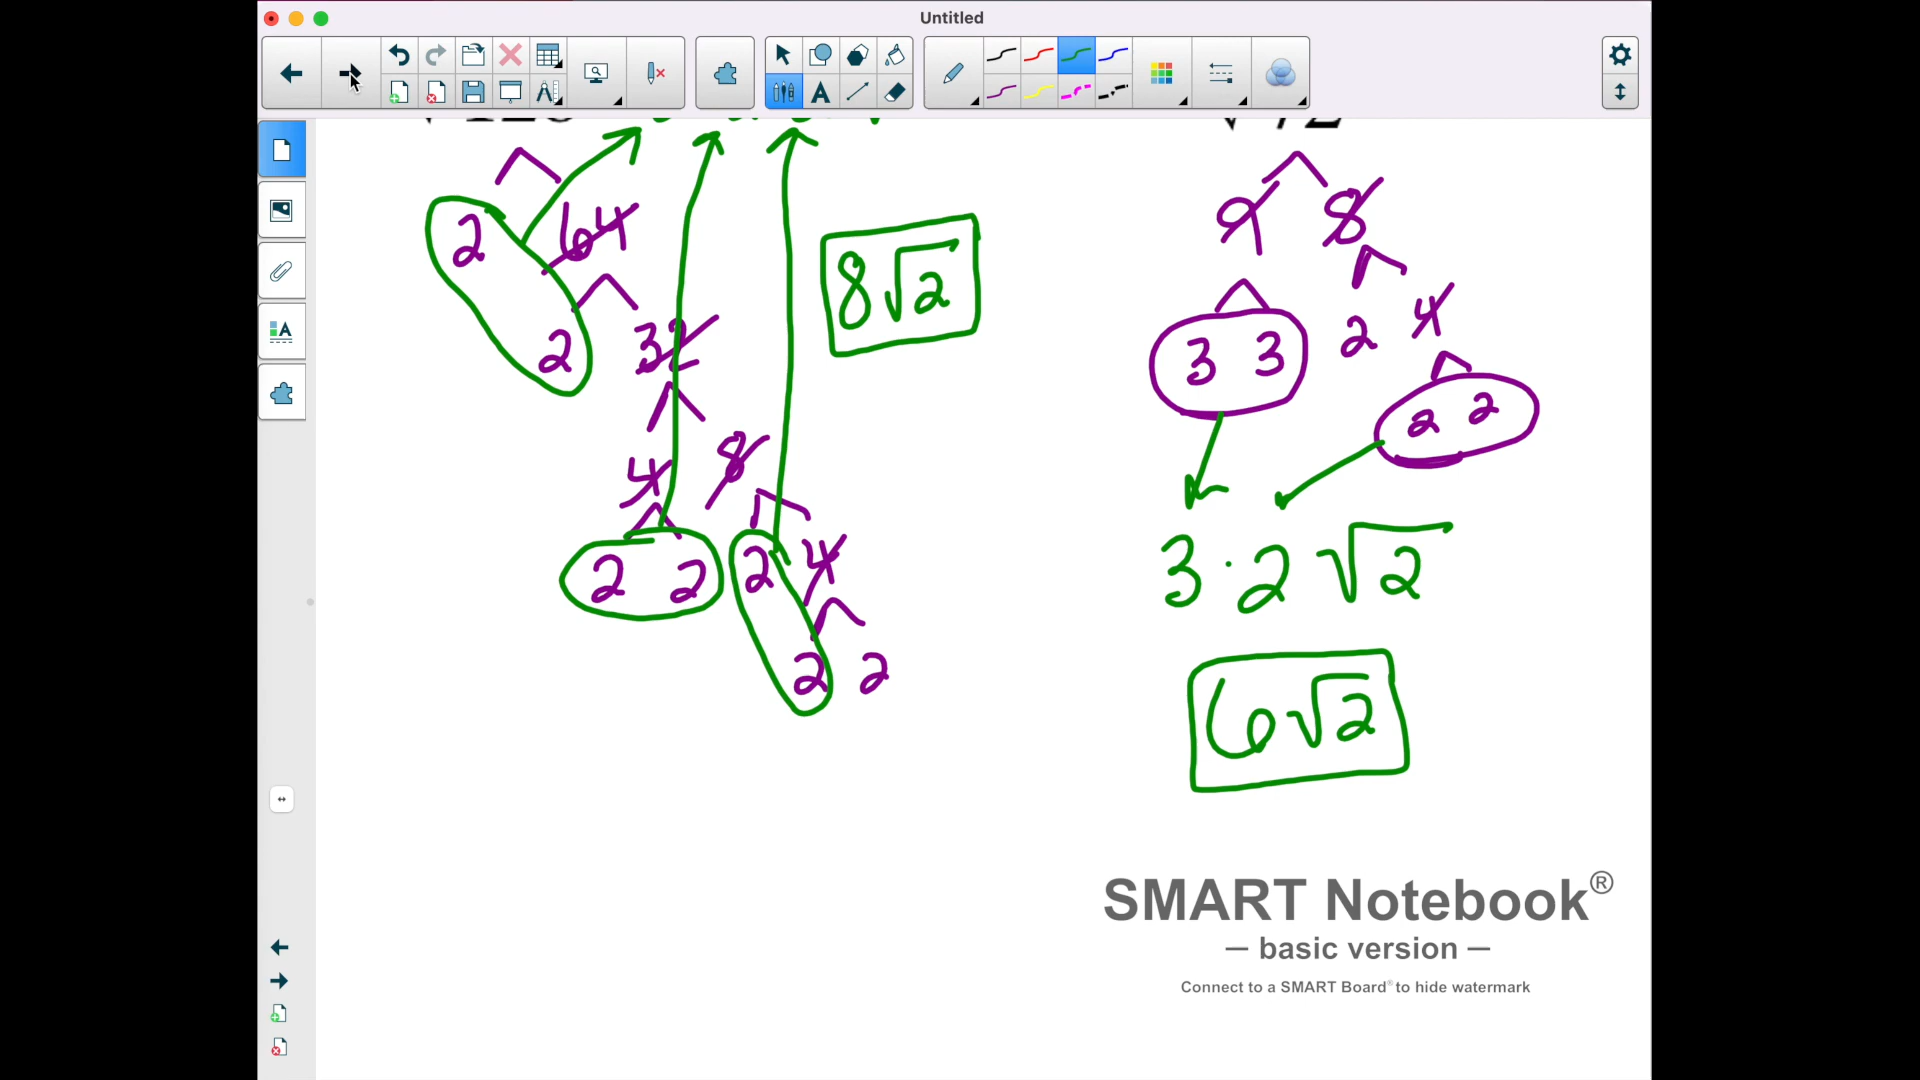 Untitled
2 64
2 32
4 8
2 2 2 4
2 2
8√2
9 8
3 3 2 4
2 2
3 · 2 √2
6√2
SMART Notebook®
— basic version —
Connect to a SMART Board® to hide watermark